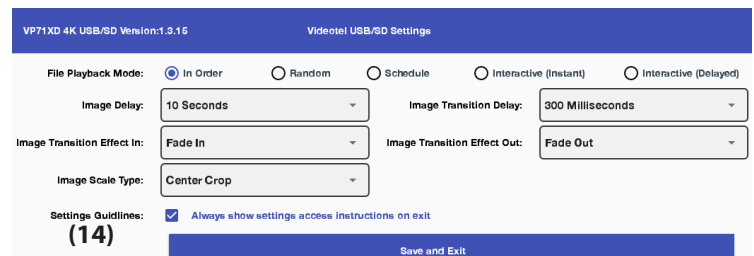 VP71XD 4K USB/SD Version:1.3.15 Videotel USB/SD Settings
File Playback Mode: In Order Random Schedule Interactive (Instant) Interactive (Delayed)
Image Delay: 10 Seconds Image Transition Delay: 300 Milliseconds
Image Transition Effect In: Fade In Image Transition Effect Out: Fade Out
Image Scale Type: Center Crop
Settings Guidlines: Always show settings access instructions on exit
(14)
Save and Exit